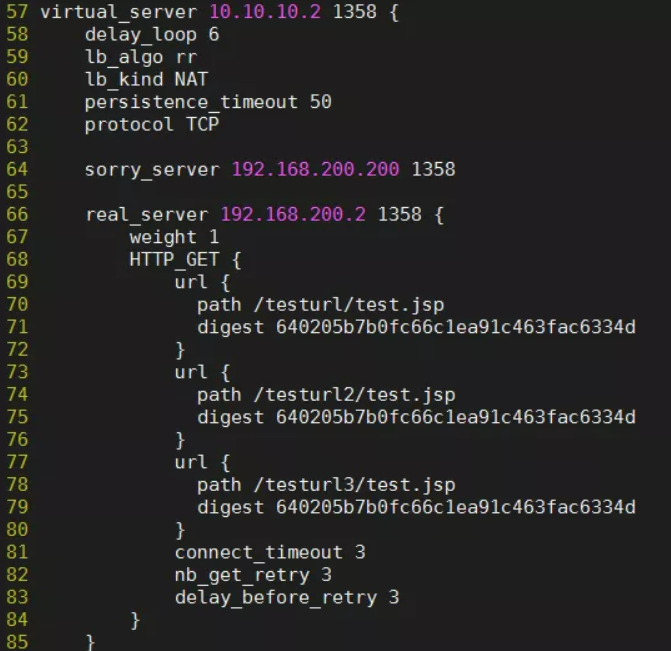 57 virtual_server 10.10.10.2 1358 {
58     delay_loop 6
59     lb_algo rr
60     lb_kind NAT
61     persistence_timeout 50
62     protocol TCP
63
64     sorry_server 192.168.200.200 1358
65
66     real_server 192.168.200.2 1358 {
67         weight 1
68         HTTP_GET {
69             url {
70               path /testurl/test.jsp
71               digest 640205b7b0fc66c1ea91c463fac6334d
72             }
73             url {
74               path /testurl2/test.jsp
75               digest 640205b7b0fc66c1ea91c463fac6334d
76             }
77             url {
78               path /testurl3/test.jsp
79               digest 640205b7b0fc66c1ea91c463fac6334d
80             }
81             connect_timeout 3
82             nb_get_retry 3
83             delay_before_retry 3
84         }
85     }